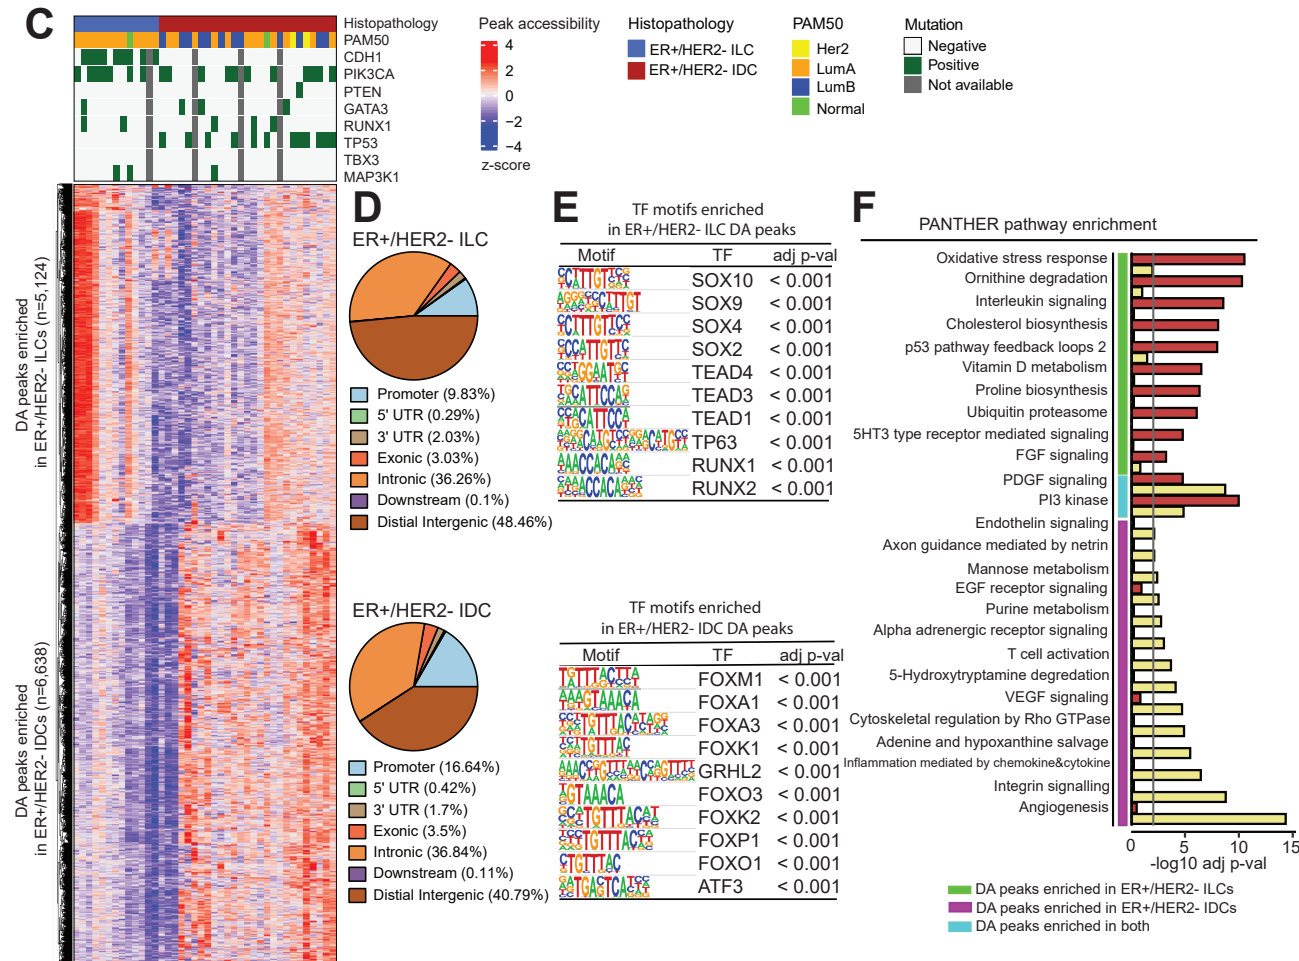 C
Histopathology
PAM50
CDH1
PIK3CA
PTEN
GATA3
RUNX1
TP53
TBX3
MAP3K1
Peak accessibility
4
2
0
−2
−4
z-score
Histopathology
ER+/HER2- ILC
ER+/HER2- IDC
PAM50
Her2
LumA
LumB
Normal
Mutation
Negative
Positive
Not available
DA peaks enriched
in ER+/HER2- ILCs (n=5,124)
DA peaks enriched
in ER+/HER2- IDCs (n=6,638)
D
ER+/HER2- ILC
Promoter (9.83%)
5' UTR (0.29%)
3' UTR (2.03%)
Exonic (3.03%)
Intronic (36.26%)
Downstream (0.1%)
Distial Intergenic (48.46%)
ER+/HER2- IDC
Promoter (16.64%)
5' UTR (0.42%)
3' UTR (1.7%)
Exonic (3.5%)
Intronic (36.84%)
Downstream (0.11%)
Distial Intergenic (40.79%)
E
TF motifs enriched
in ER+/HER2- ILC DA peaks
Motif TF adj p-val
SOX10 < 0.001
SOX9 < 0.001
SOX4 < 0.001
SOX2 < 0.001
TEAD4 < 0.001
TEAD3 < 0.001
TEAD1 < 0.001
TP63 < 0.001
RUNX1 < 0.001
RUNX2 < 0.001
TF motifs enriched
in ER+/HER2- IDC DA peaks
Motif TF adj p-val
FOXM1 < 0.001
FOXA1 < 0.001
FOXA3 < 0.001
FOXK1 < 0.001
GRHL2 < 0.001
FOXO3 < 0.001
FOXK2 < 0.001
FOXP1 < 0.001
FOXO1 < 0.001
ATF3 < 0.001
F
PANTHER pathway enrichment
Oxidative stress response
Ornithine degradation
Interleukin signaling
Cholesterol biosynthesis
p53 pathway feedback loops 2
Vitamin D metabolism
Proline biosynthesis
Ubiquitin proteasome
5HT3 type receptor mediated signaling
FGF signaling
PDGF signaling
PI3 kinase
Endothelin signaling
Axon guidance mediated by netrin
Mannose metabolism
EGF receptor signaling
Purine metabolism
Alpha adrenergic receptor signaling
T cell activation
5-Hydroxytryptamine degredation
VEGF signaling
Cytoskeletal regulation by Rho GTPase
Adenine and hypoxanthine salvage
Inflammation mediated by chemokine&cytokine
Integrin signalling
Angiogenesis
0 5 10 15
-log10 adj p-val
DA peaks enriched in ER+/HER2- ILCs
DA peaks enriched in ER+/HER2- IDCs
DA peaks enriched in both